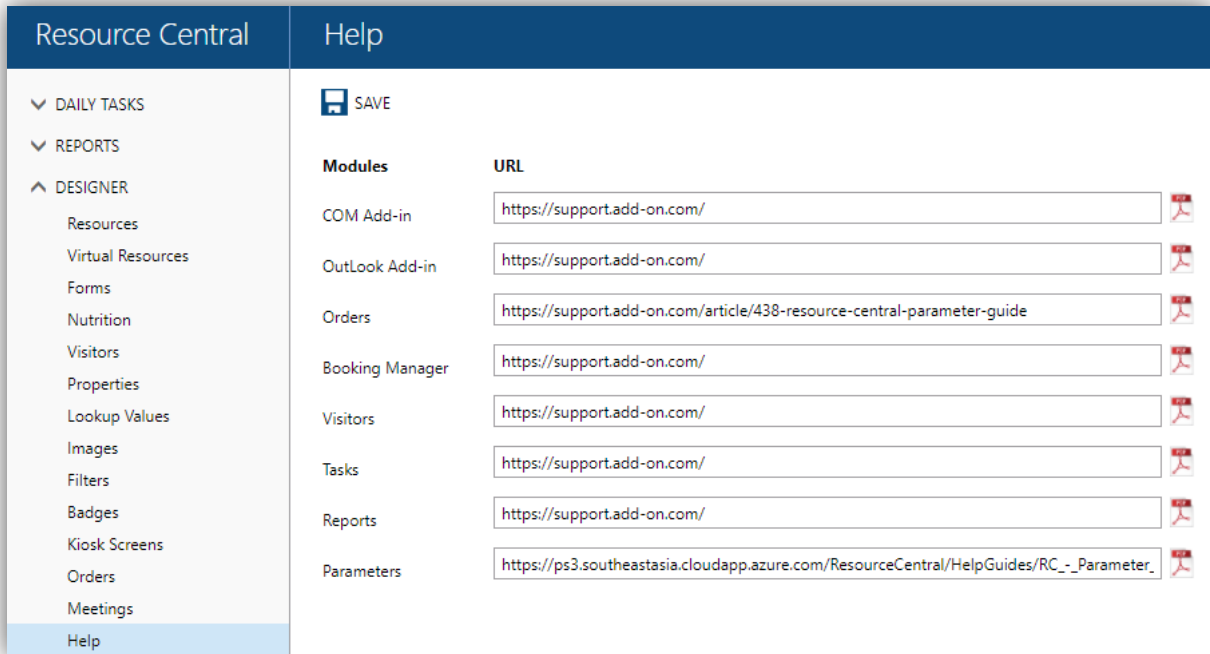 Resource Central
Help
DAILY TASKS
REPORTS
DESIGNER
Resources
Virtual Resources
Forms
Nutrition
Visitors
Properties
Lookup Values
Images
Filters
Badges
Kiosk Screens
Orders
Meetings
Help
SAVE
Modules URL
COM Add-in https://support.add-on.com/
OutLook Add-in https://support.add-on.com/
Orders https://support.add-on.com/article/438-resource-central-parameter-guide
Booking Manager https://support.add-on.com/
Visitors https://support.add-on.com/
Tasks https://support.add-on.com/
Reports https://support.add-on.com/
Parameters https://ps3.southeastasia.cloudapp.azure.com/ResourceCentral/HelpGuides/RC_-_Parameter_